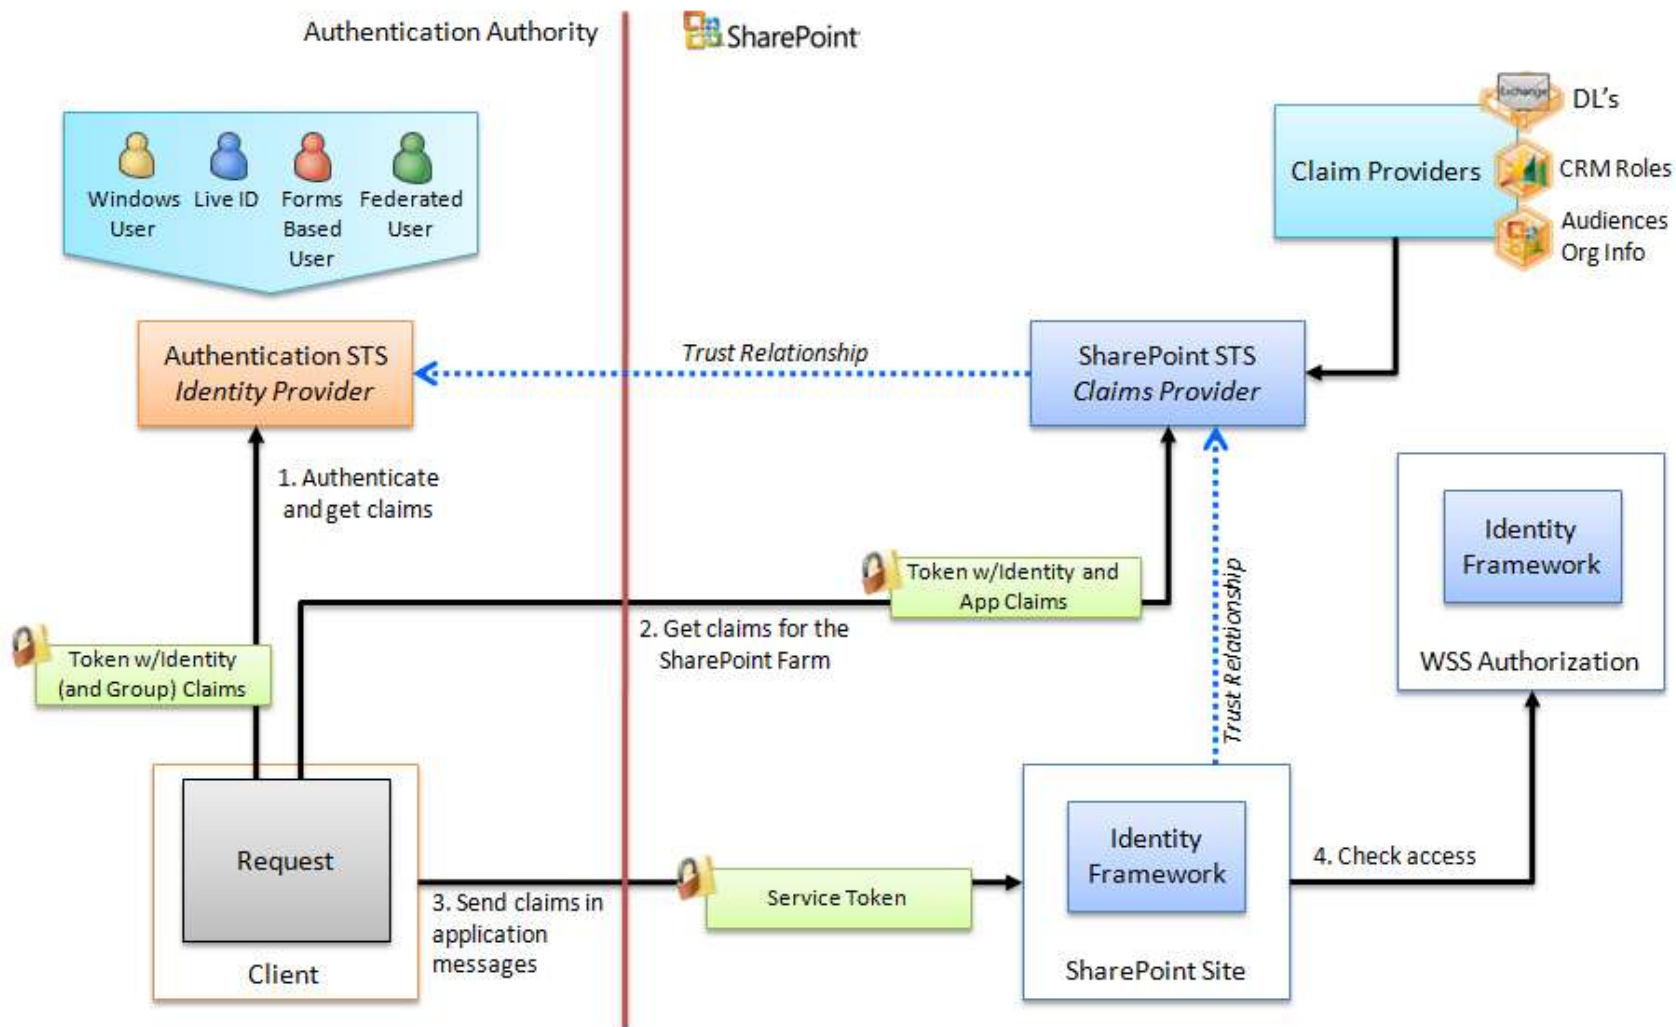 Authentication Authority
SharePoint
Exchange
DL's
Claim Providers
CRM Roles
Audiences
Org Info
Windows
User
Live ID
Forms
Based
User
Federated
User
Authentication STS
Identity Provider
Trust Relationship
SharePoint STS
Claims Provider
1. Authenticate
and get claims
Identity
Framework
WSS Authorization
Token w/Identity and
App Claims
2. Get claims for the
SharePoint Farm
Trust Relationship
Token w/Identity
(and Group) Claims
Request
Client
3. Send claims in
application
messages
Service Token
Identity
Framework
SharePoint Site
4. Check access